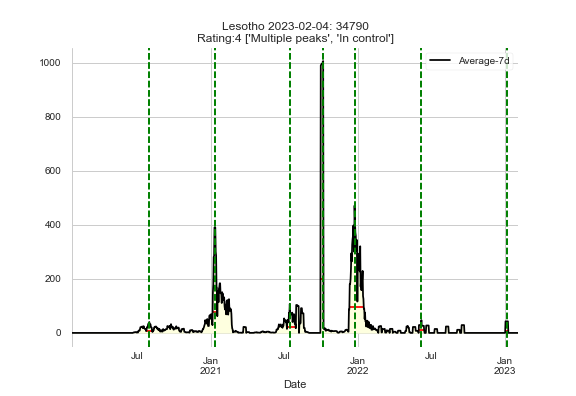 Lesotho 2023-02-04: 34790
Rating:4 ['Multiple peaks', 'In control']
Average-7d
1000
800
600
400
200
0
Jul
Jan
2021
Jul
Jan
2022
Jul
Jan
2023
Date